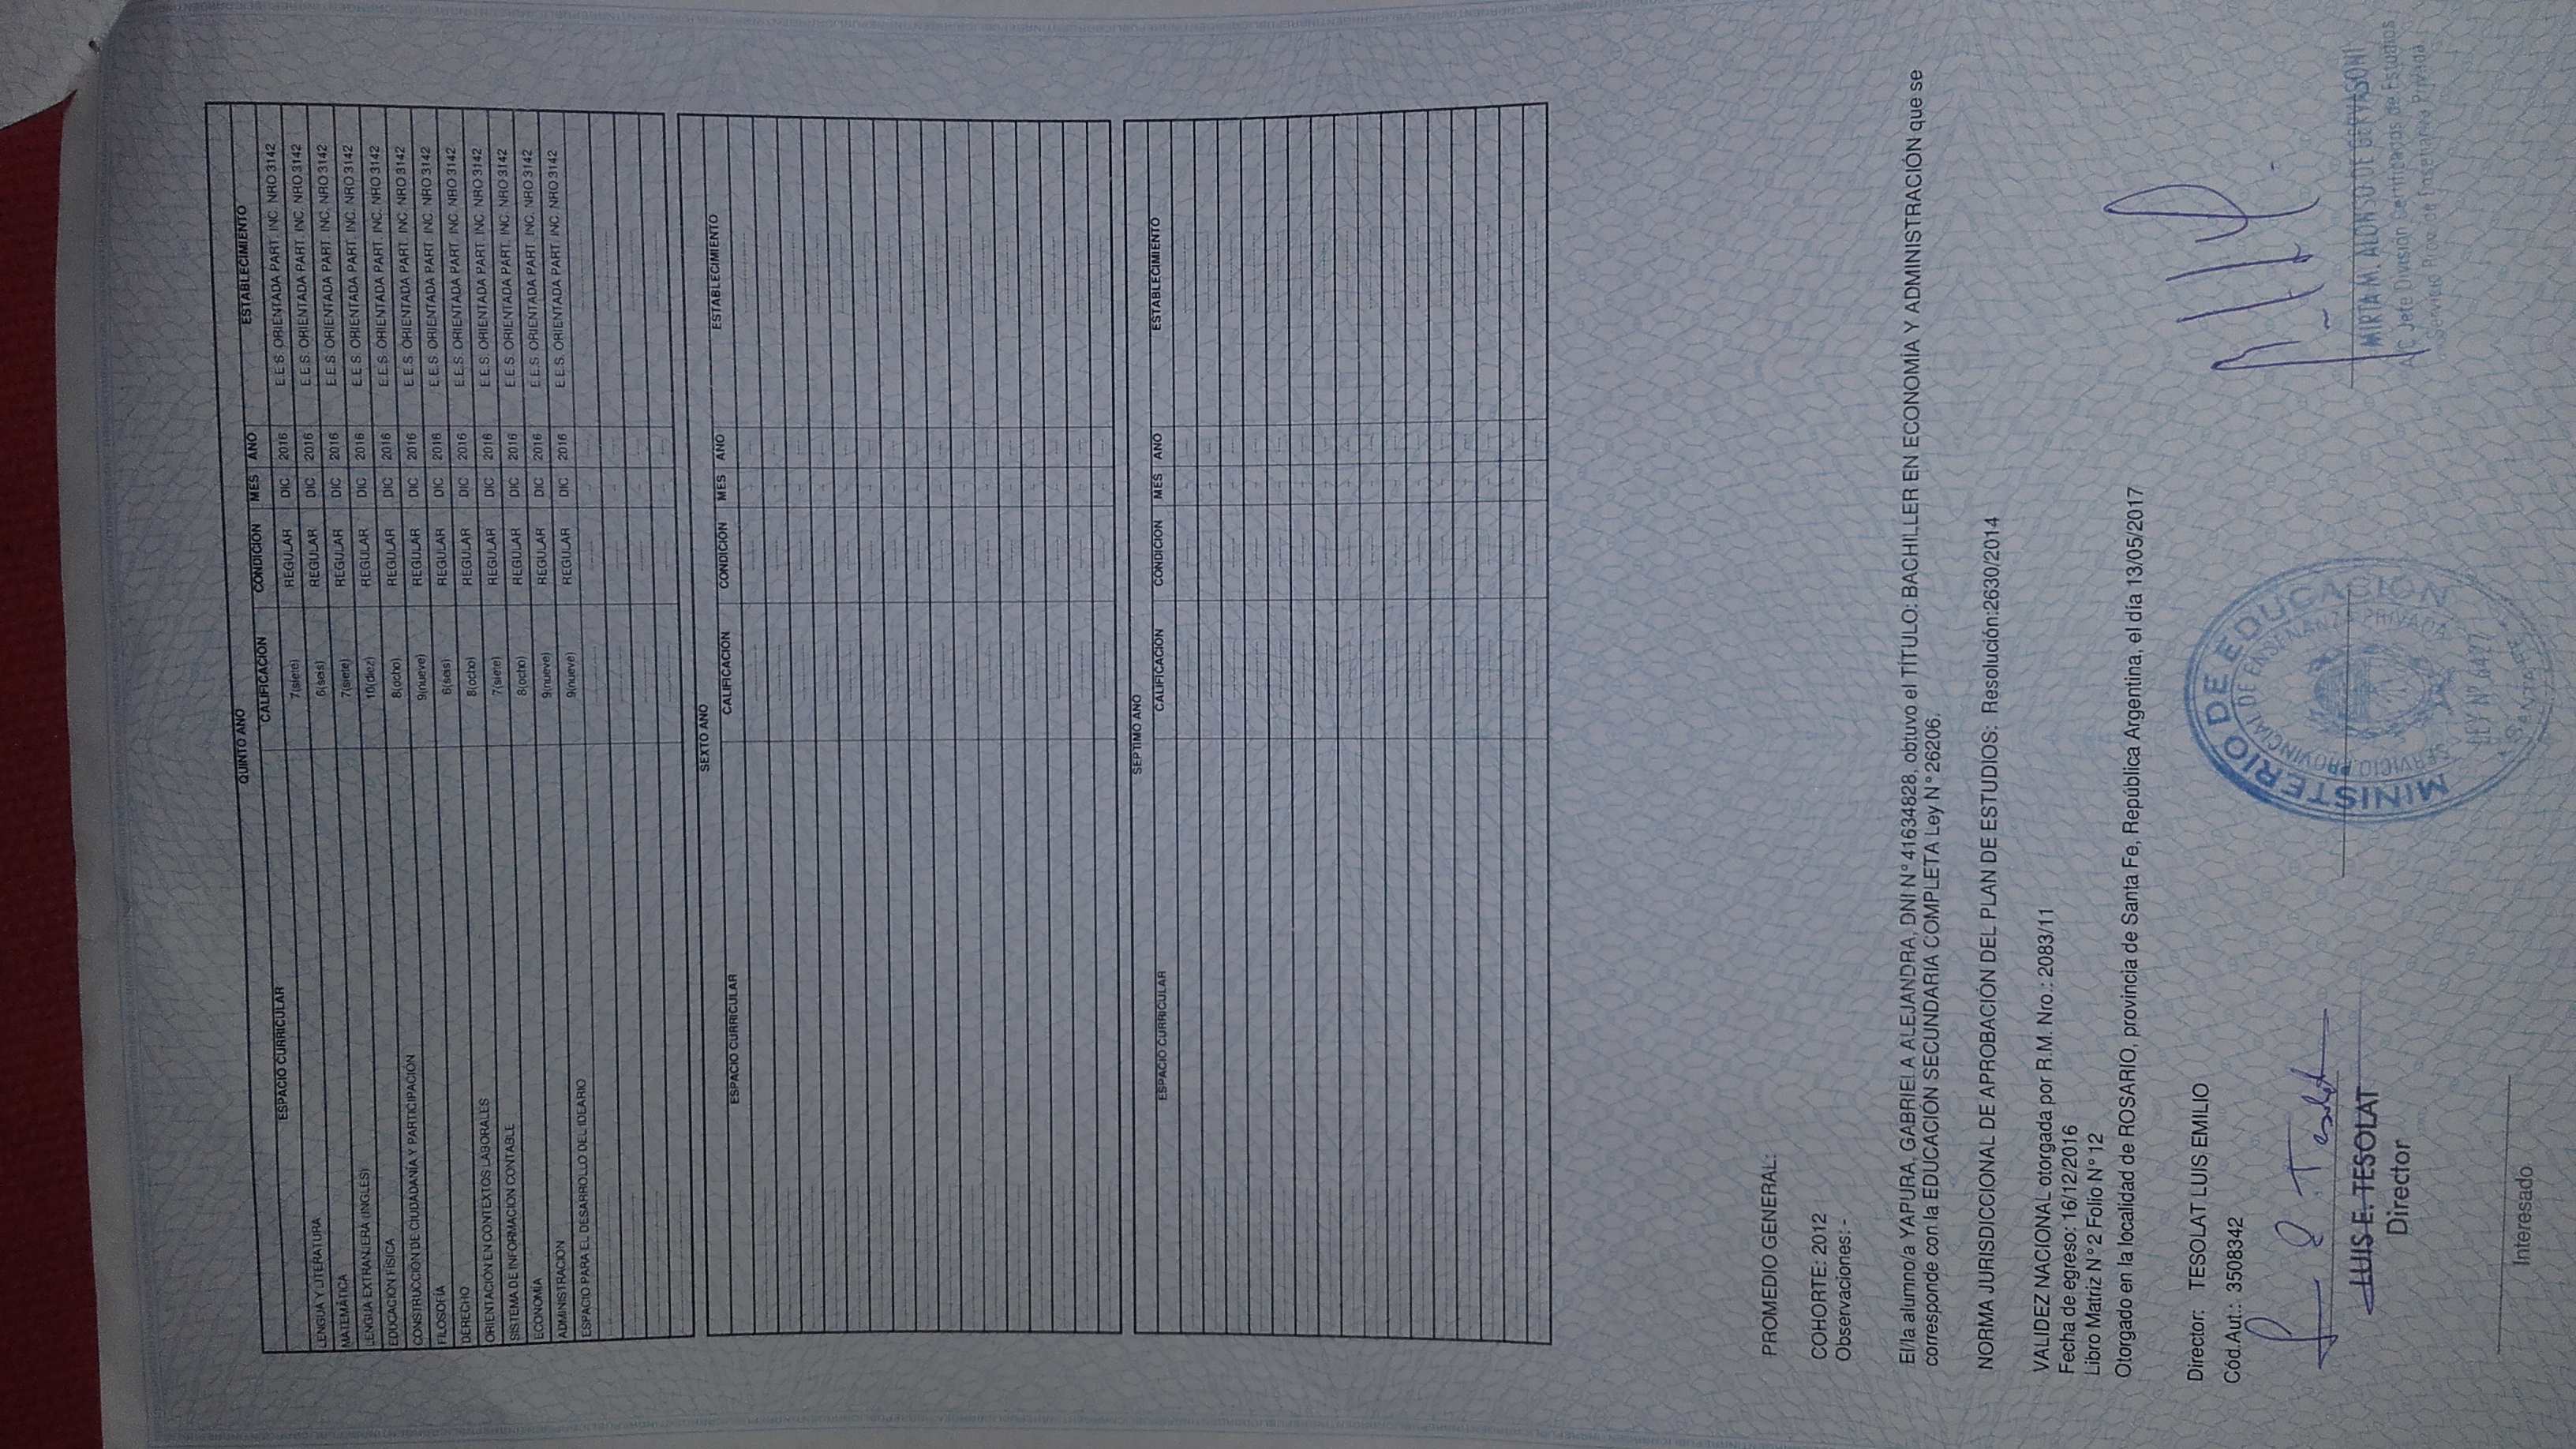 QUINTO AÑO
ESPACIO CURRICULAR CALIFICACIÓN CONDICIÓN MES AÑO ESTABLECIMIENTO
LENGUA Y LITERATURA 7(siete) REGULAR DIC 2016 E.E.S. ORIENTADA PART. INC. NRO 3142
MATEMÁTICA 6(seis) REGULAR DIC 2016 E.E.S. ORIENTADA PART. INC. NRO 3142
LENGUA EXTRANJERA (INGLÉS) 7(siete) REGULAR DIC 2016 E.E.S. ORIENTADA PART. INC. NRO 3142
EDUCACIÓN FÍSICA 10(diez) REGULAR DIC 2016 E.E.S. ORIENTADA PART. INC. NRO 3142
CONSTRUCCIÓN DE CIUDADANÍA Y PARTICIPACIÓN 8(ocho) REGULAR DIC 2016 E.E.S. ORIENTADA PART. INC. NRO 3142
FILOSOFÍA 9(nueve) REGULAR DIC 2016 E.E.S. ORIENTADA PART. INC. NRO 3142
DERECHO 6(seis) REGULAR DIC 2016 E.E.S. ORIENTADA PART. INC. NRO 3142
ORIENTACIÓN EN CONTEXTOS LABORALES 8(ocho) REGULAR DIC 2016 E.E.S. ORIENTADA PART. INC. NRO 3142
SISTEMA DE INFORMACIÓN CONTABLE 7(siete) REGULAR DIC 2016 E.E.S. ORIENTADA PART. INC. NRO 3142
ECONOMÍA 8(ocho) REGULAR DIC 2016 E.E.S. ORIENTADA PART. INC. NRO 3142
ADMINISTRACIÓN 9(nueve) REGULAR DIC 2016 E.E.S. ORIENTADA PART. INC. NRO 3142
ESPACIO PARA EL DESARROLLO DEL IDEARIO 9(nueve) REGULAR DIC 2016 E.E.S. ORIENTADA PART. INC. NRO 3142
SEXTO AÑO
ESPACIO CURRICULAR CALIFICACIÓN CONDICIÓN MES AÑO ESTABLECIMIENTO
SÉPTIMO AÑO
ESPACIO CURRICULAR CALIFICACIÓN CONDICIÓN MES AÑO ESTABLECIMIENTO
PROMEDIO GENERAL:
COHORTE: 2012
Observaciones: -
El/la alumno/a YAPURA, GABRIELA ALEJANDRA, DNI N° 41634828, obtuvo el TÍTULO: BACHILLER EN ECONOMÍA Y ADMINISTRACIÓN que se
corresponde con la EDUCACIÓN SECUNDARIA COMPLETA Ley N° 26206.
NORMA JURISDICCIONAL DE APROBACIÓN DEL PLAN DE ESTUDIOS: Resolución:2630/2014
VALIDEZ NACIONAL otorgada por R.M. Nro.: 2083/11
Fecha de egreso: 16/12/2016
Libro Matriz N° 2 Folio N° 12
Otorgado en la localidad de ROSARIO, provincia de Santa Fe, República Argentina, el día 13/05/2017
Director: TESOLAT LUIS EMILIO
Cód.Aut.: 3508342
L E. Tesolat
LUIS E. TESOLAT
Director
Interesado
MINISTERIO DE EDUCACIÓN
SERVICIO PROVINCIAL DE ENSEÑANZA PRIVADA
LEY Nº 6427
SANTA FE
MIRTA M. ALONSO DE GERVASONI
A/C Jefe División Certificados de Estudios
Servicio Prov. de Enseñanza Privada